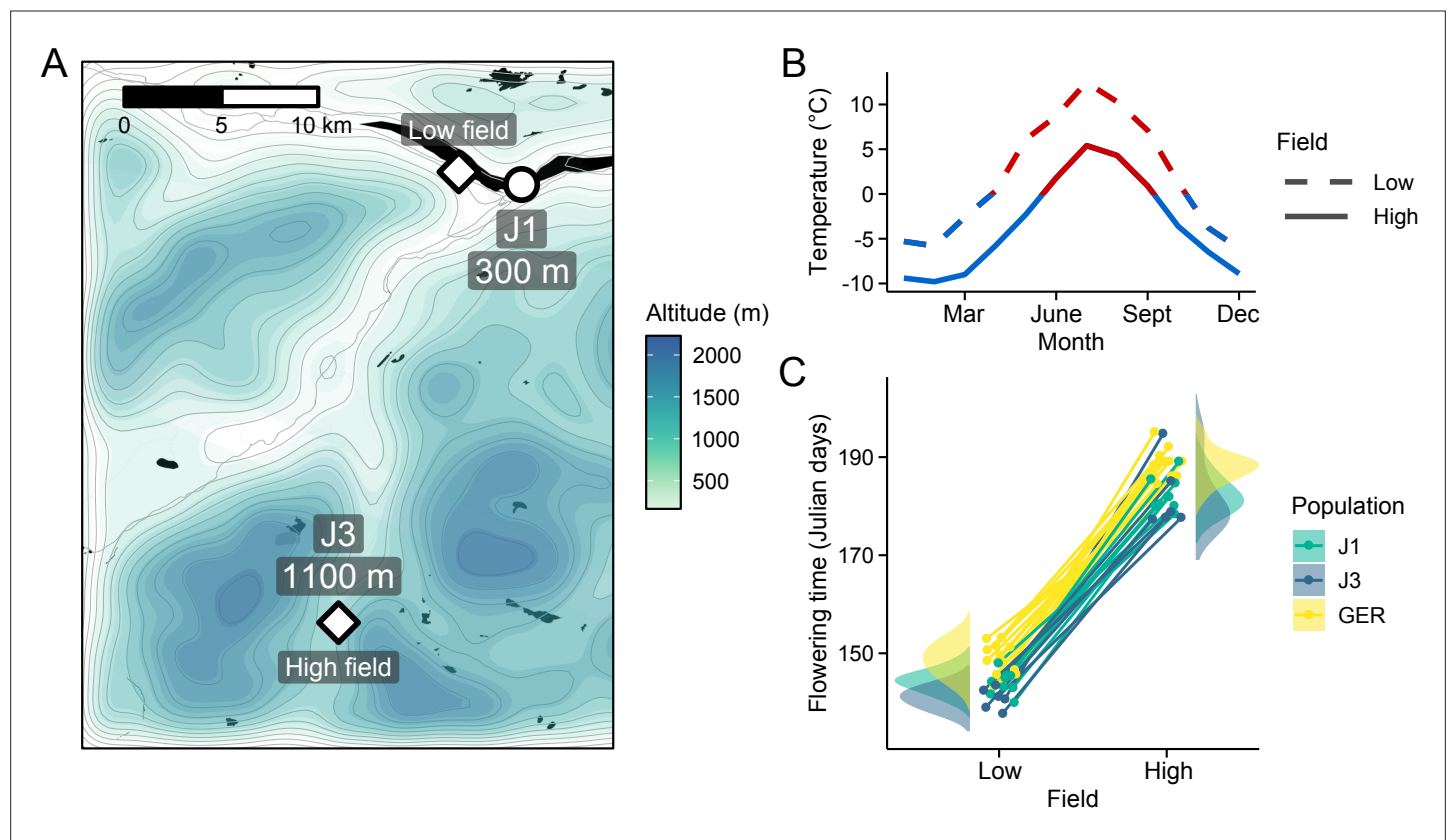 A
0 5 10 km
Low field
J1
300 m
J3
1100 m
High field
Altitude (m)
2000
1500
1000
500
B
Temperature (°C)
10
5
0
-5
-10
Mar June Sept Dec
Month
Field
Low
High
C
Flowering time (Julian days)
190
170
150
Low High
Field
Population
J1
J3
GER